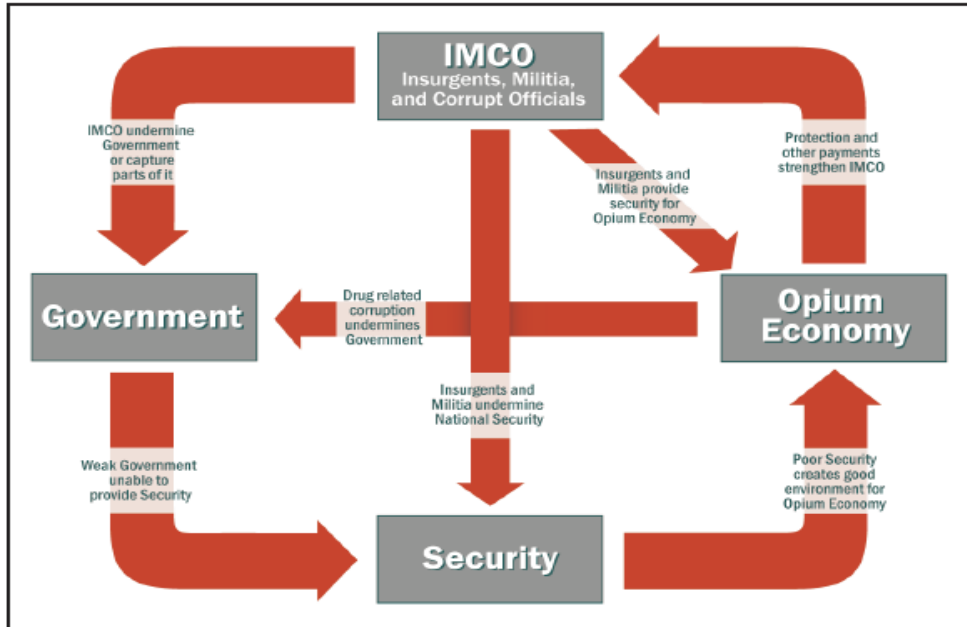 IMCO
Insurgents, Militia,
and Corrupt Officials
IMCO undermine
Government
or capture
parts of it
Insurgents and
Militia provide
security for
Opium Economy
Protection and
other payments
strengthen IMCO
Government
Drug related
corruption
undermines
Government
Opium
Economy
Insurgents and
Militia undermine
National Security
Weak Government
unable to
provide Security
Poor Security
creates good
environment for
Opium Economy
Security